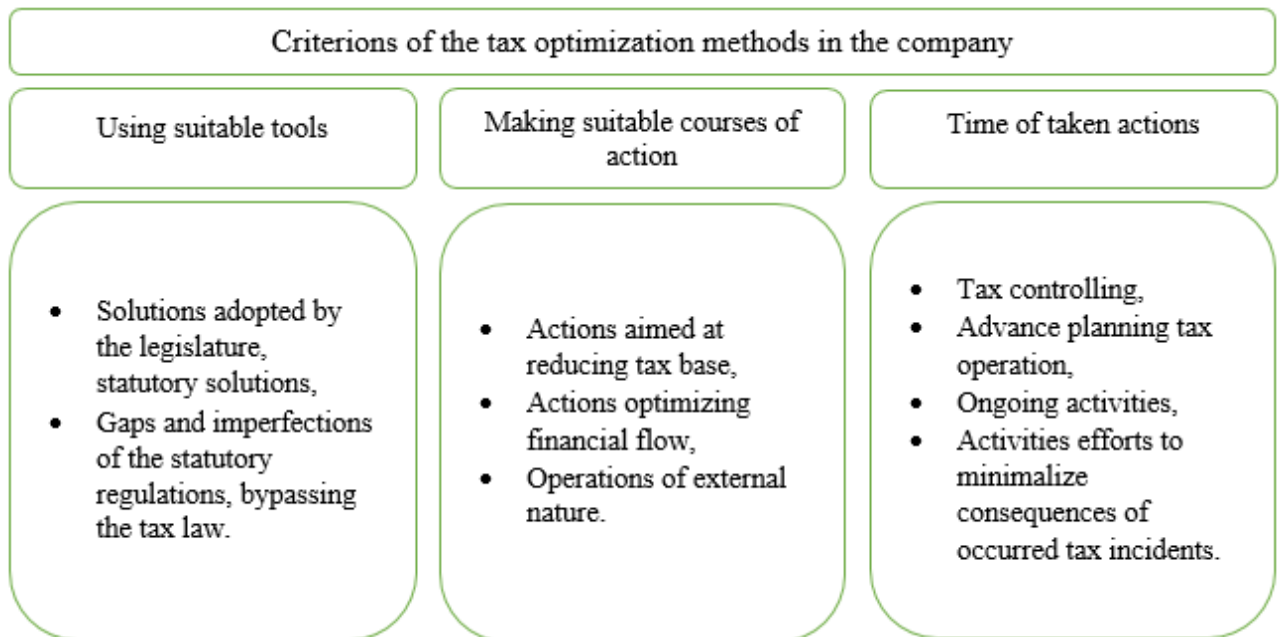 Criterions of the tax optimization methods in the company
Using suitable tools
Making suitable courses of
action
Time of taken actions
• Solutions adopted by
the legislature,
statutory solutions,
• Gaps and imperfections
of the statutory
regulations, bypassing
the tax law.
• Actions aimed at
reducing tax base,
• Actions optimizing
financial flow,
• Operations of external
nature.
• Tax controlling,
• Advance planning tax
operation,
• Ongoing activities,
• Activities efforts to
minimalize
consequences of
occurred tax incidents.